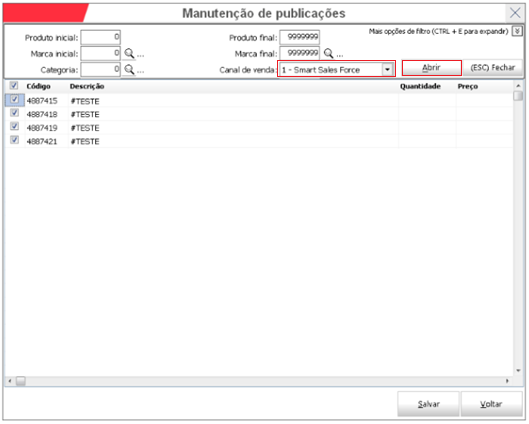 Manutenção de publicações
Mais opções de filtro (CTRL + E para expandir)
Produto inicial: 0 Produto final: 9999999
Marca inicial: 0 ... Marca final: 9999999 ...
Categoria: 0 ... Canal de venda: 1 - Smart Sales Force Abrir (ESC) Fechar
Código Descrição Quantidade Preço
4887415 #TESTE
4887418 #TESTE
4887419 #TESTE
4887421 #TESTE
Salvar Voltar